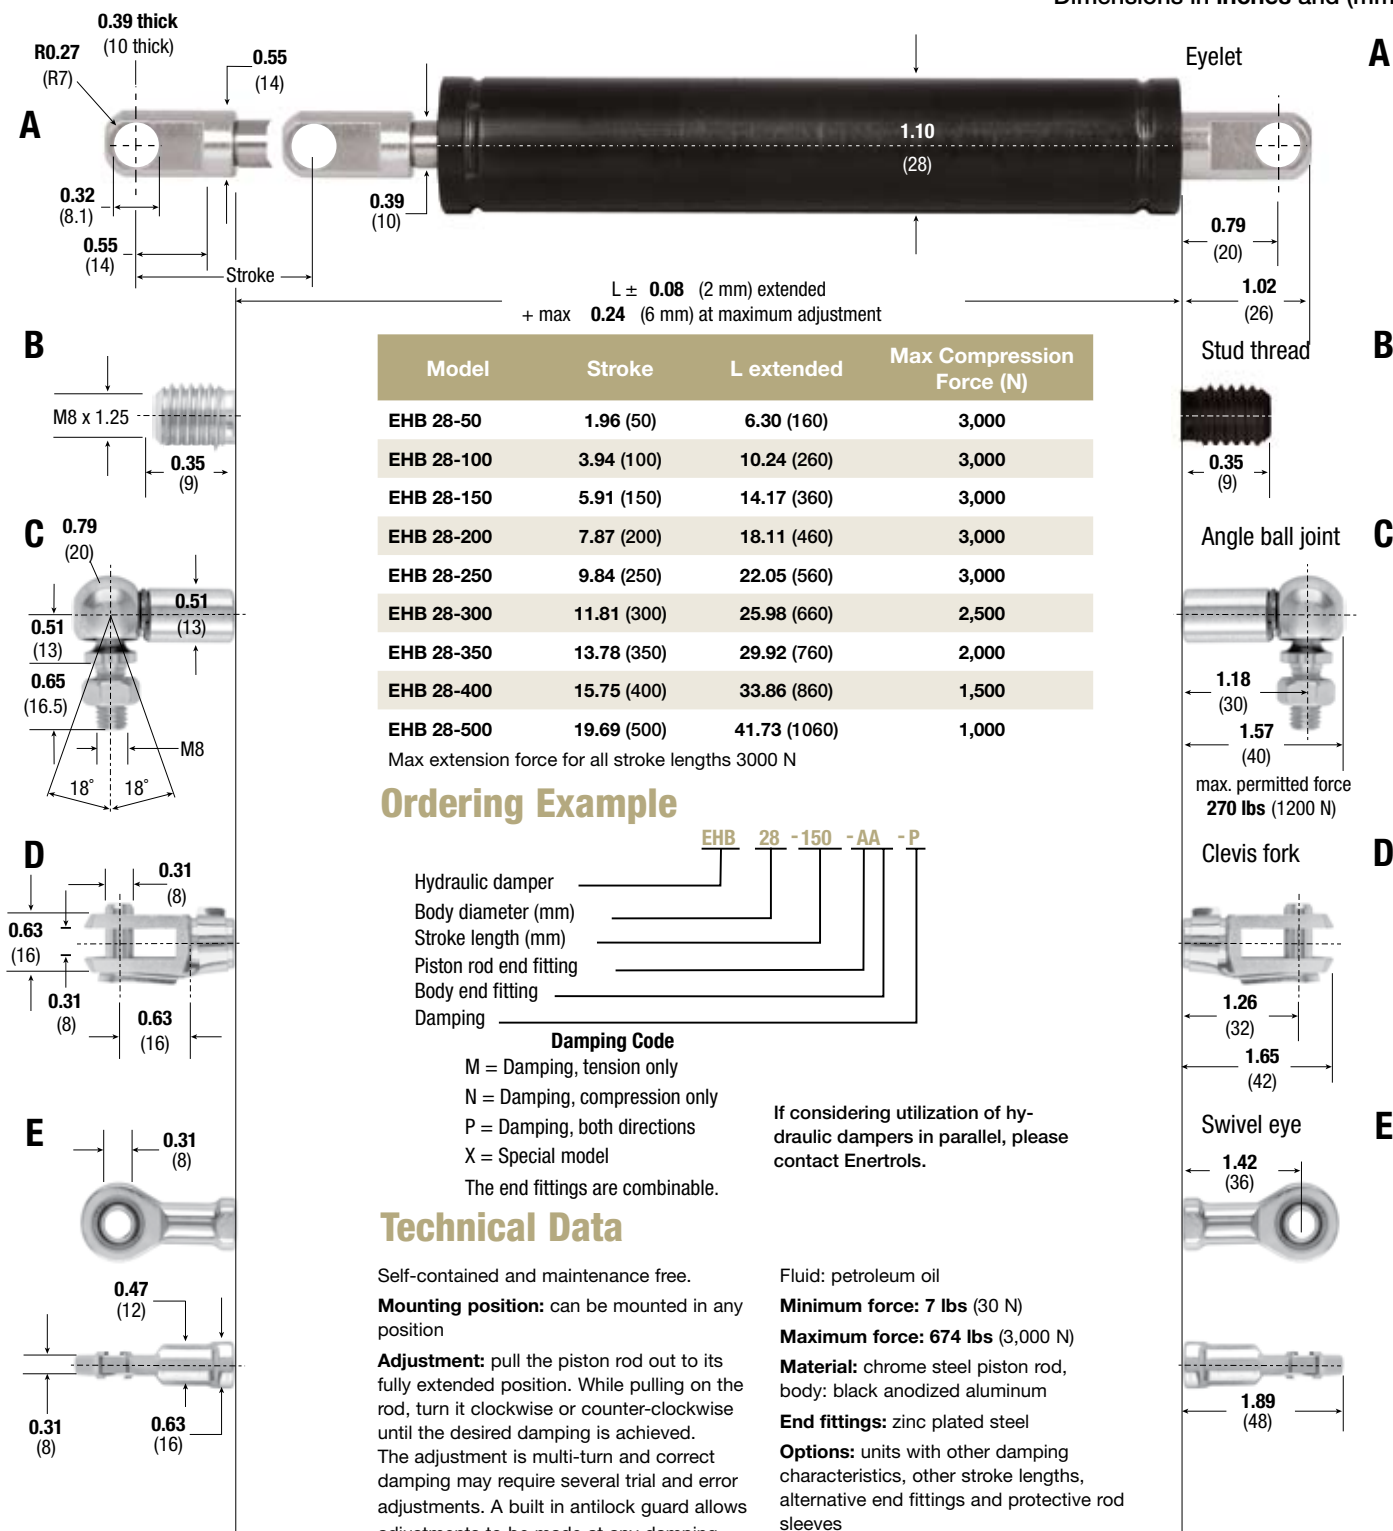 Dimensions in inches and (mm
0.39 thick
(10 thick)
R0.27
(R7)
0.55
(14)
Eyelet
A
A
1.10
(28)
0.32
(8.1)
0.39
(10)
0.55
(14)
Stroke
0.79
(20)
1.02
(26)
L ± 0.08 (2 mm) extended
+ max 0.24 (6 mm) at maximum adjustment
B
Stud thread
B
M8 x 1.25
0.35
(9)
0.35
(9)
Model Stroke L extended Max Compression
Force (N)
EHB 28-50 1.96 (50) 6.30 (160) 3,000
EHB 28-100 3.94 (100) 10.24 (260) 3,000
EHB 28-150 5.91 (150) 14.17 (360) 3,000
EHB 28-200 7.87 (200) 18.11 (460) 3,000
EHB 28-250 9.84 (250) 22.05 (560) 3,000
EHB 28-300 11.81 (300) 25.98 (660) 2,500
EHB 28-350 13.78 (350) 29.92 (760) 2,000
EHB 28-400 15.75 (400) 33.86 (860) 1,500
EHB 28-500 19.69 (500) 41.73 (1060) 1,000
Max extension force for all stroke lengths 3000 N
C
0.79
(20)
0.51
(13)
0.51
(13)
0.65
(16.5)
M8
18° 18°
Angle ball joint
C
1.18
(30)
1.57
(40)
max. permitted force
270 lbs (1200 N)
Ordering Example
EHB 28 -150 -AA -P
Hydraulic damper
Body diameter (mm)
Stroke length (mm)
Piston rod end fitting
Body end fitting
Damping
Damping Code
M = Damping, tension only
N = Damping, compression only
P = Damping, both directions
X = Special model
The end fittings are combinable.
If considering utilization of hy-
draulic dampers in parallel, please
contact Enertrols.
D
0.31
(8)
0.63
(16)
0.31
(8)
0.63
(16)
Clevis fork
D
1.26
(32)
1.65
(42)
E
0.31
(8)
0.47
(12)
0.31
(8)
0.63
(16)
Swivel eye
E
1.42
(36)
1.89
(48)
Technical Data
Self-contained and maintenance free.
Mounting position: can be mounted in any
position
Adjustment: pull the piston rod out to its
fully extended position. While pulling on the
rod, turn it clockwise or counter-clockwise
until the desired damping is achieved.
The adjustment is multi-turn and correct
damping may require several trial and error
adjustments. A built in antilock guard allows
adjustments to be made at any damping
Fluid: petroleum oil
Minimum force: 7 lbs (30 N)
Maximum force: 674 lbs (3,000 N)
Material: chrome steel piston rod,
body: black anodized aluminum
End fittings: zinc plated steel
Options: units with other damping
characteristics, other stroke lengths,
alternative end fittings and protective rod
sleeves